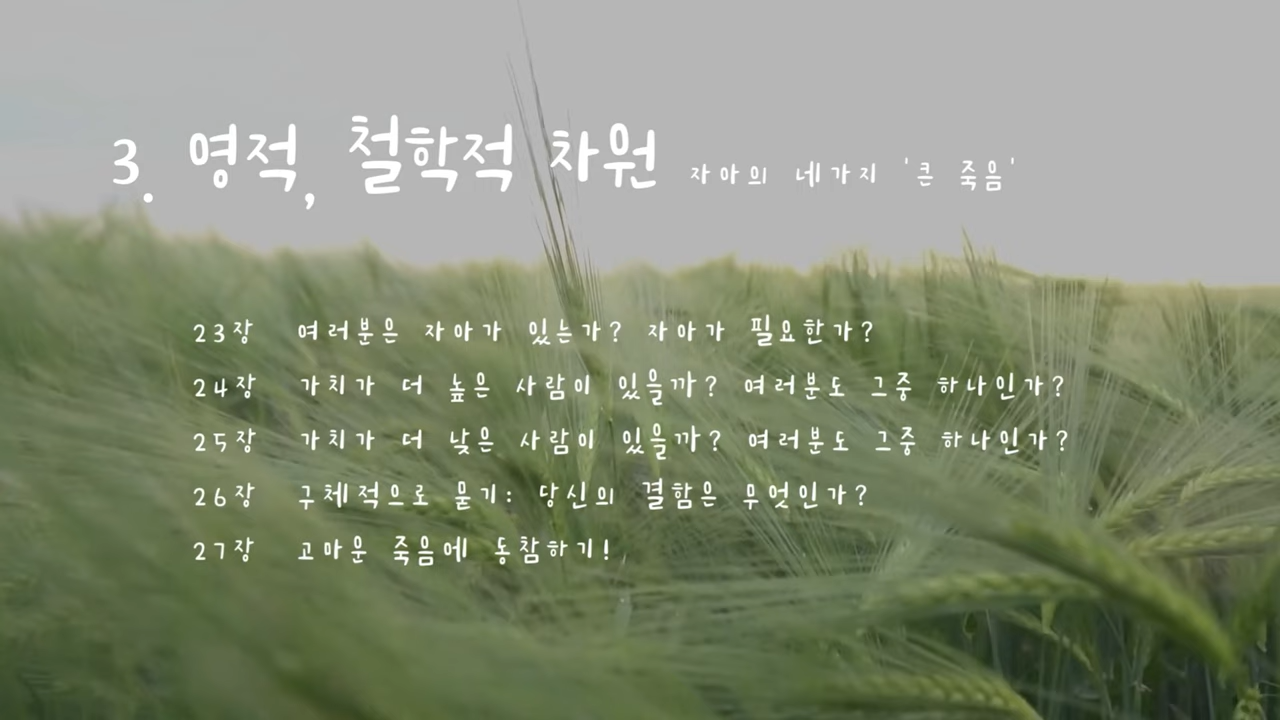 3. 영적, 철학적 차원 자아의 네가지 '큰 죽음'
23장 여러분은 자아가 있는가? 자아가 필요한가?
24장 가치가 더 높은 사람이 있을까? 여러분도 그중 하나인가?
25장 가치가 더 낮은 사람이 있을까? 여러분도 그중 하나인가?
26장 구체적으로 묻기: 당신의 결함은 무엇인가?
27장 고마운 죽음에 동참하기!